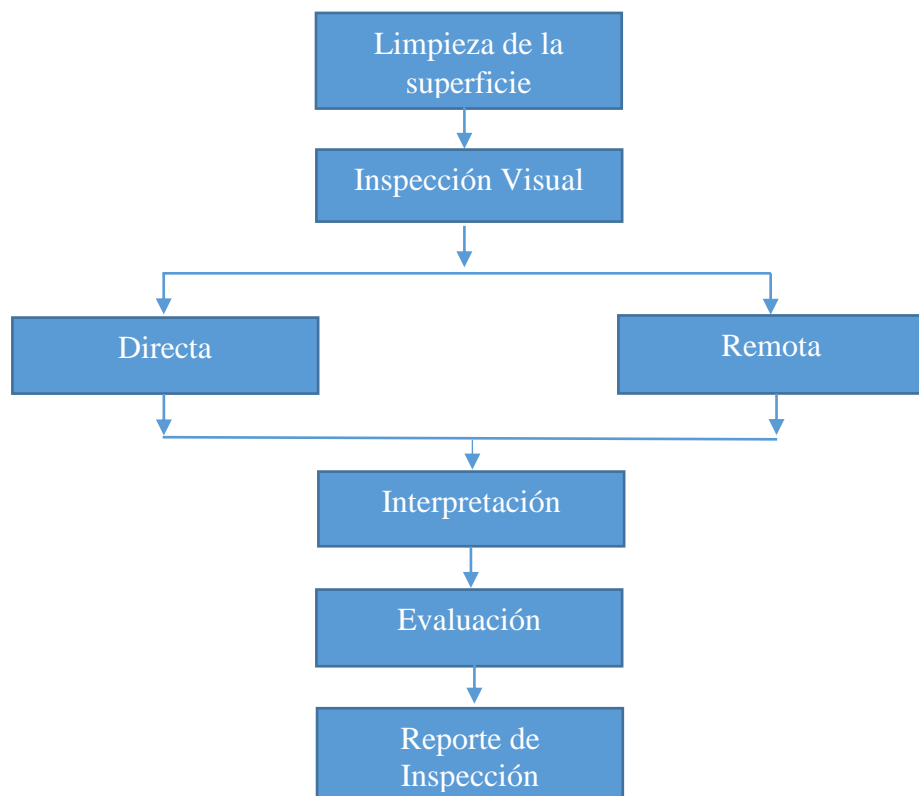 Limpieza de la
superficie
Inspección Visual
Directa
Remota
Interpretación
Evaluación
Reporte de
Inspección